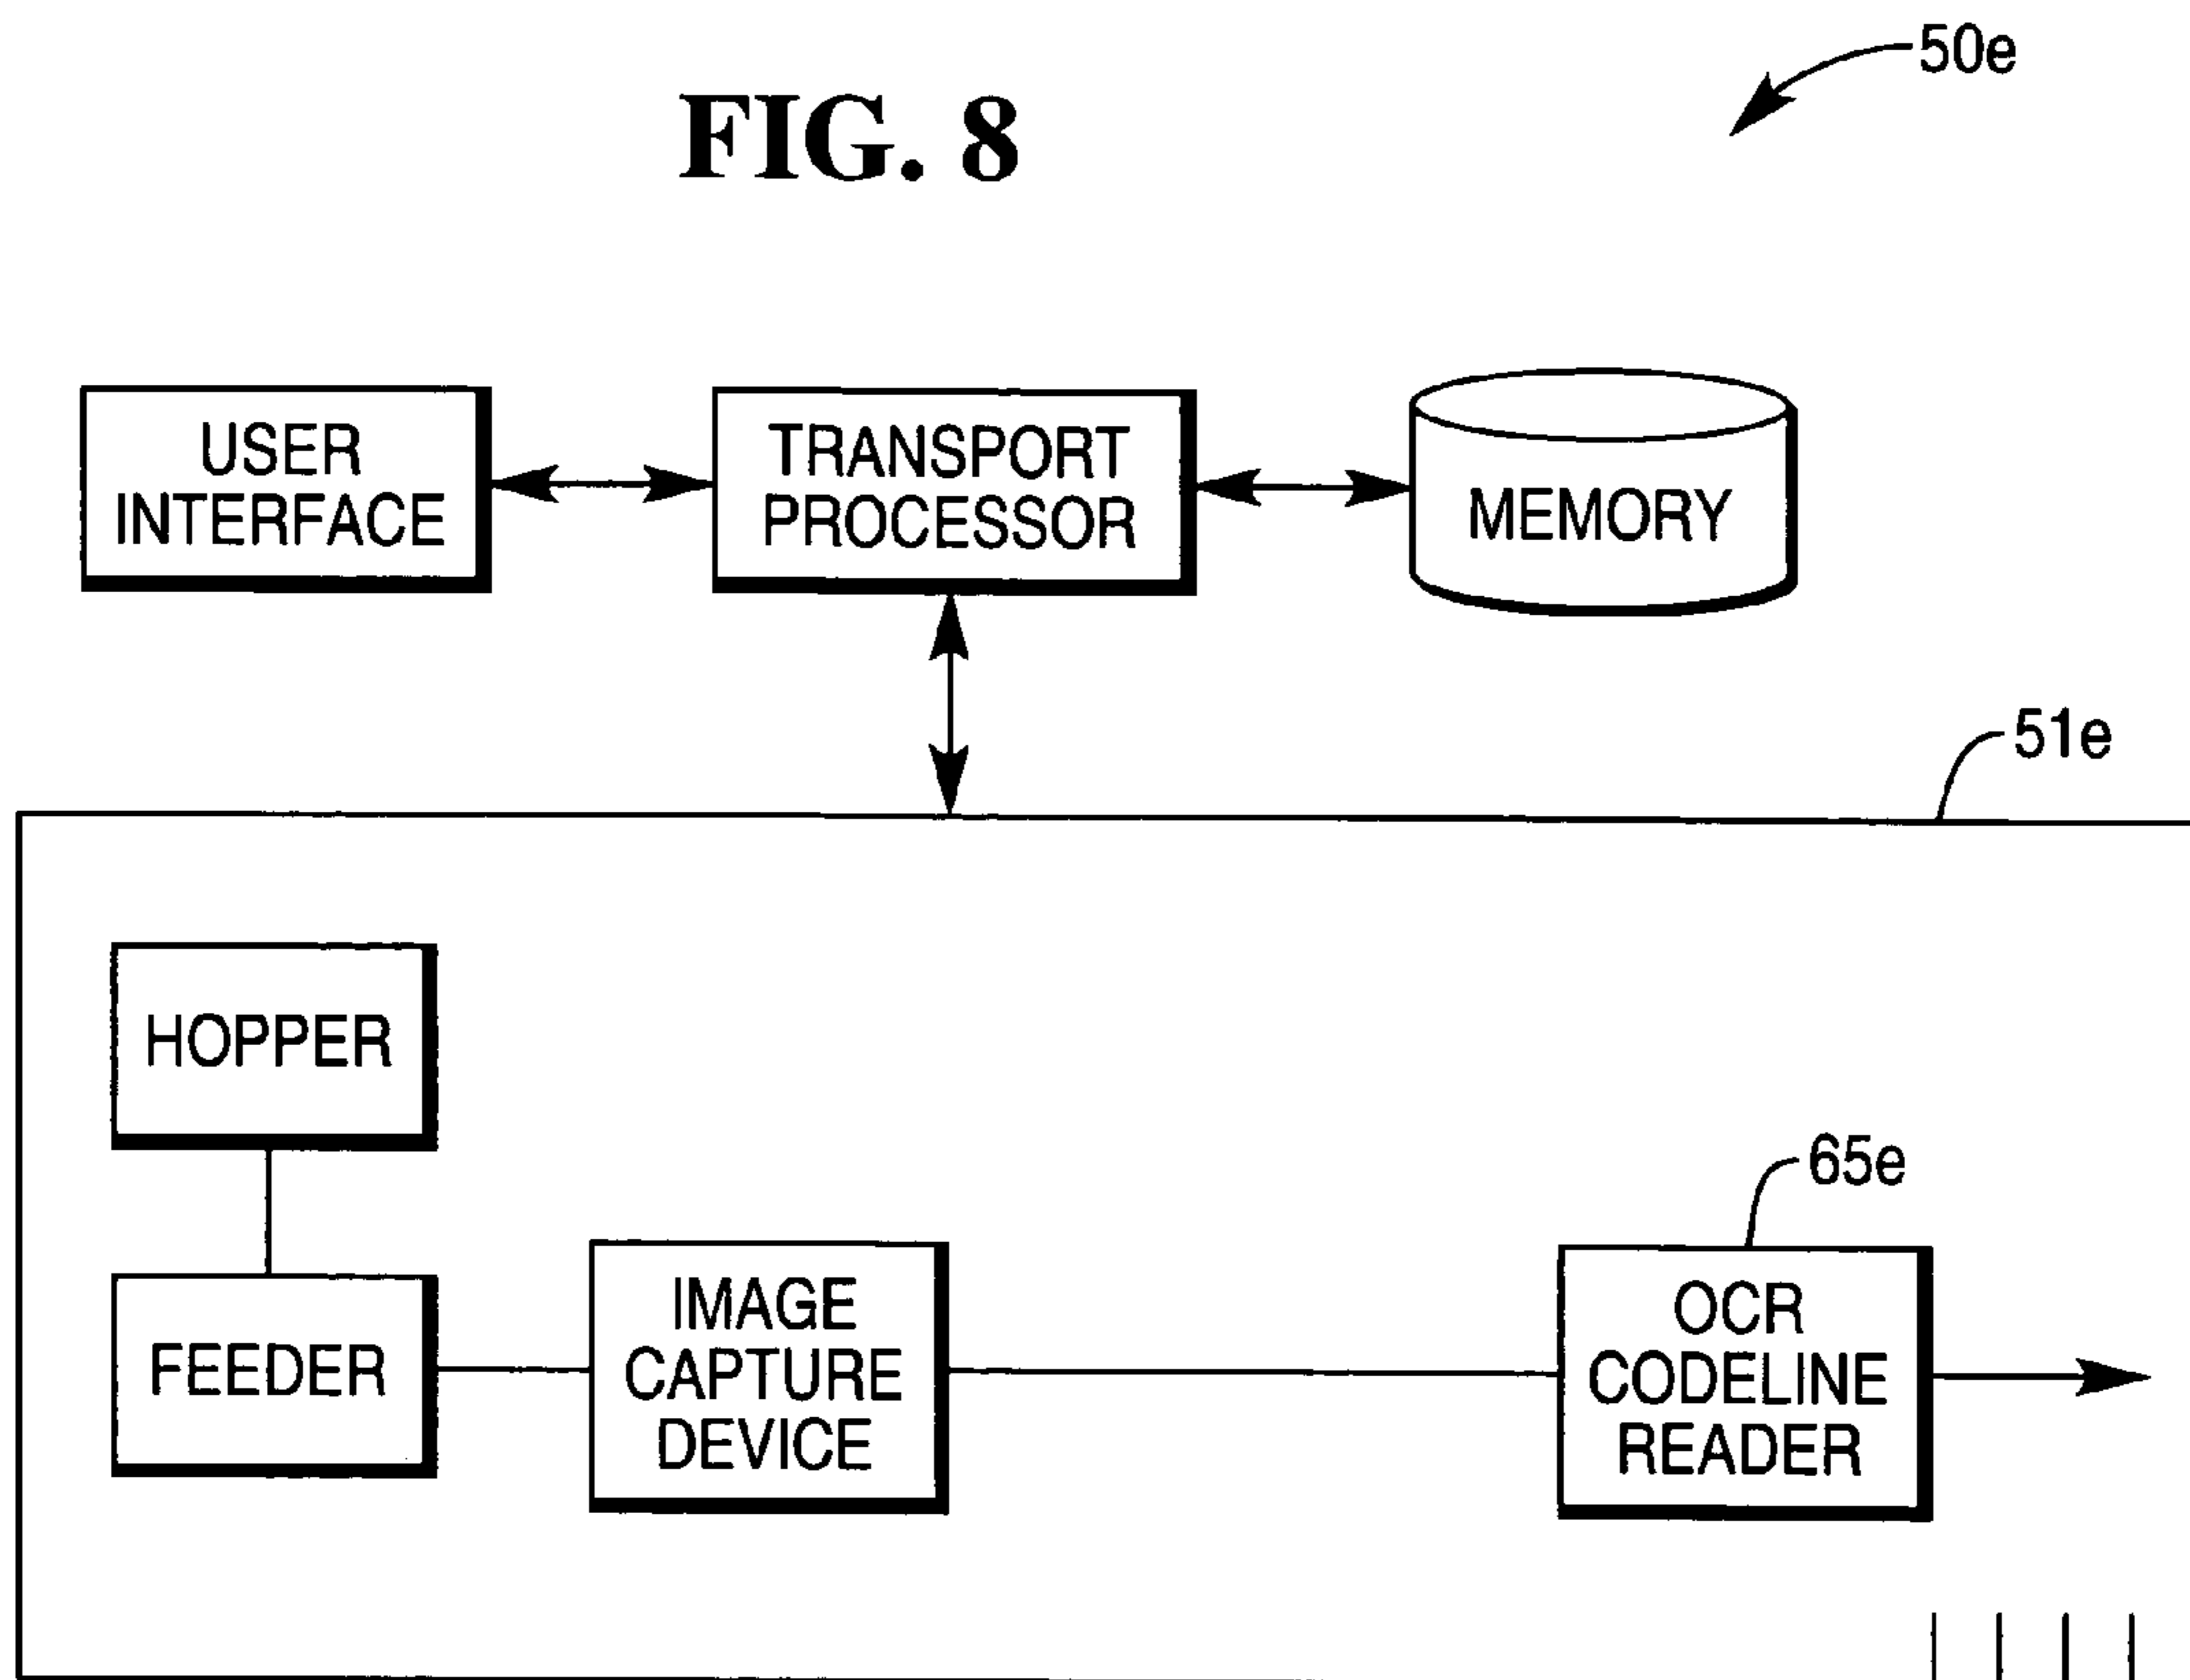 50e
FIG. 8
USER
INTERFACE
TRANSPORT
PROCESSOR
MEMORY
51e
HOPPER
65e
FEEDER
IMAGE
CAPTURE
DEVICE
OCR
CODELINE
READER